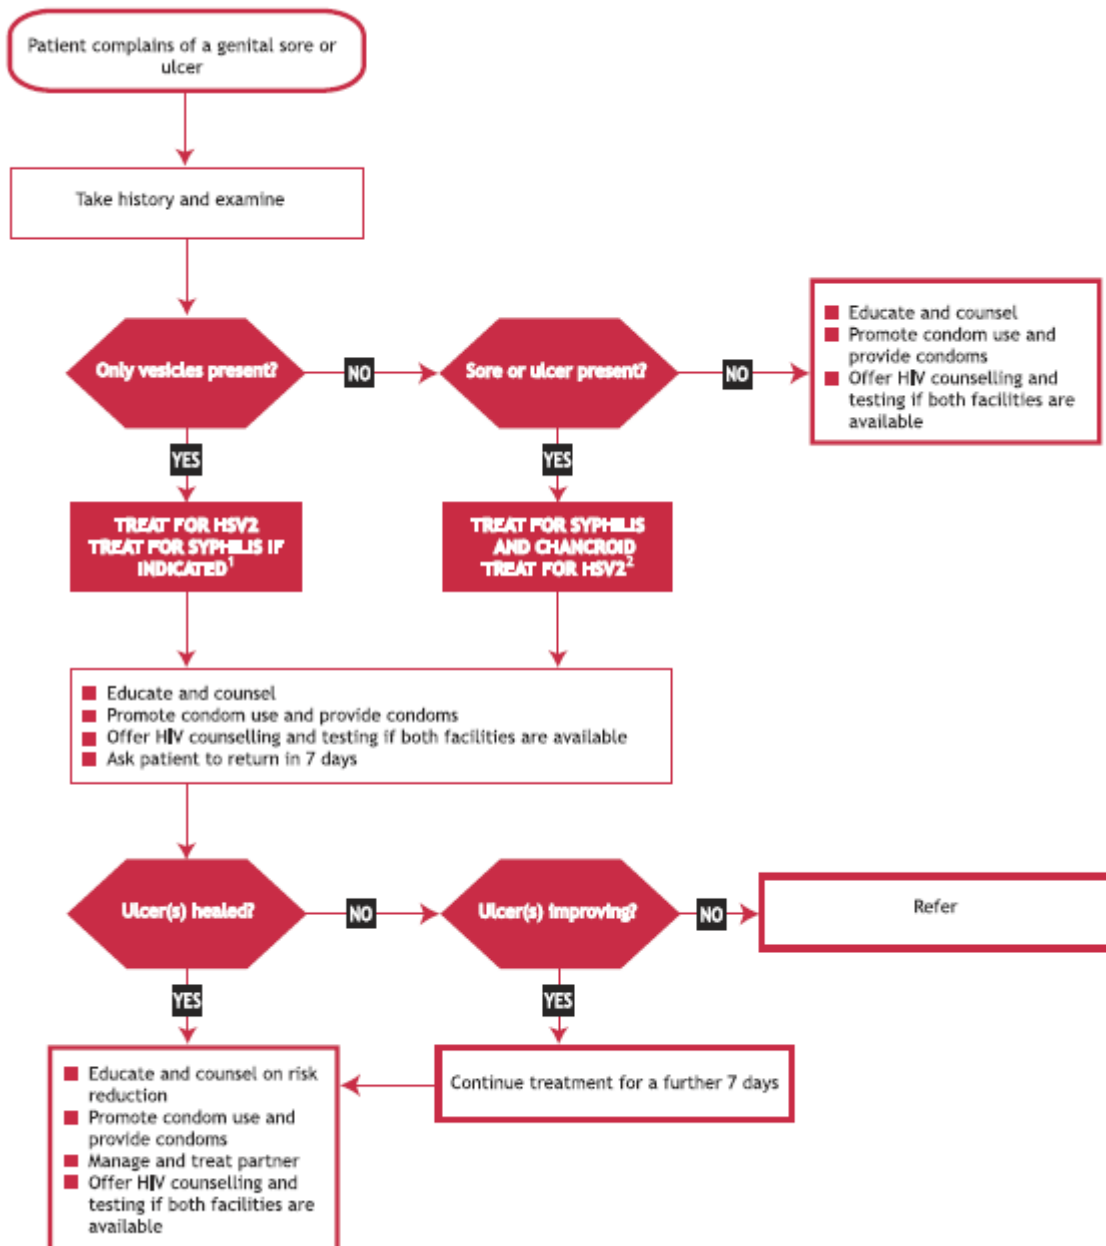 Patient complains of a genital sore or
ulcer
Take history and examine
Only vesicles present?
NO
Sore or ulcer present?
NO
■ Educate and counsel
■ Promote condom use and
provide condoms
■ Offer HIV counselling and
testing if both facilities are
available
YES
YES
TREAT FOR HSV2
TREAT FOR SYPHILIS IF
INDICATED¹
TREAT FOR SYPHILIS
AND CHANCROID
TREAT FOR HSV2²
■ Educate and counsel
■ Promote condom use and provide condoms
■ Offer HIV counselling and testing if both facilities are available
■ Ask patient to return in 7 days
Ulcer(s) healed?
NO
Ulcer(s) improving?
NO
Refer
YES
YES
■ Educate and counsel on risk
reduction
■ Promote condom use and
provide condoms
■ Manage and treat partner
■ Offer HIV counselling and
testing if both facilities are
available
Continue treatment for a further 7 days